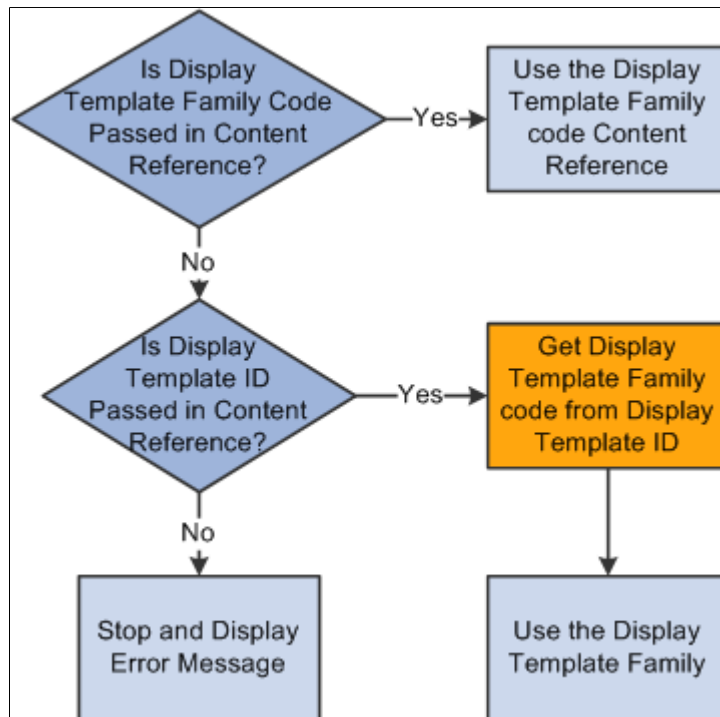 Is Display
Template Family Code
Passed in Content
Reference?
Yes
Use the Display
Template Family
code Content
Reference
No
Is Display
Template ID
Passed in Content
Reference?
Yes
Get Display
Template Family
code from Display
Template ID
No
Stop and Display
Error Message
Use the Display
Template Family